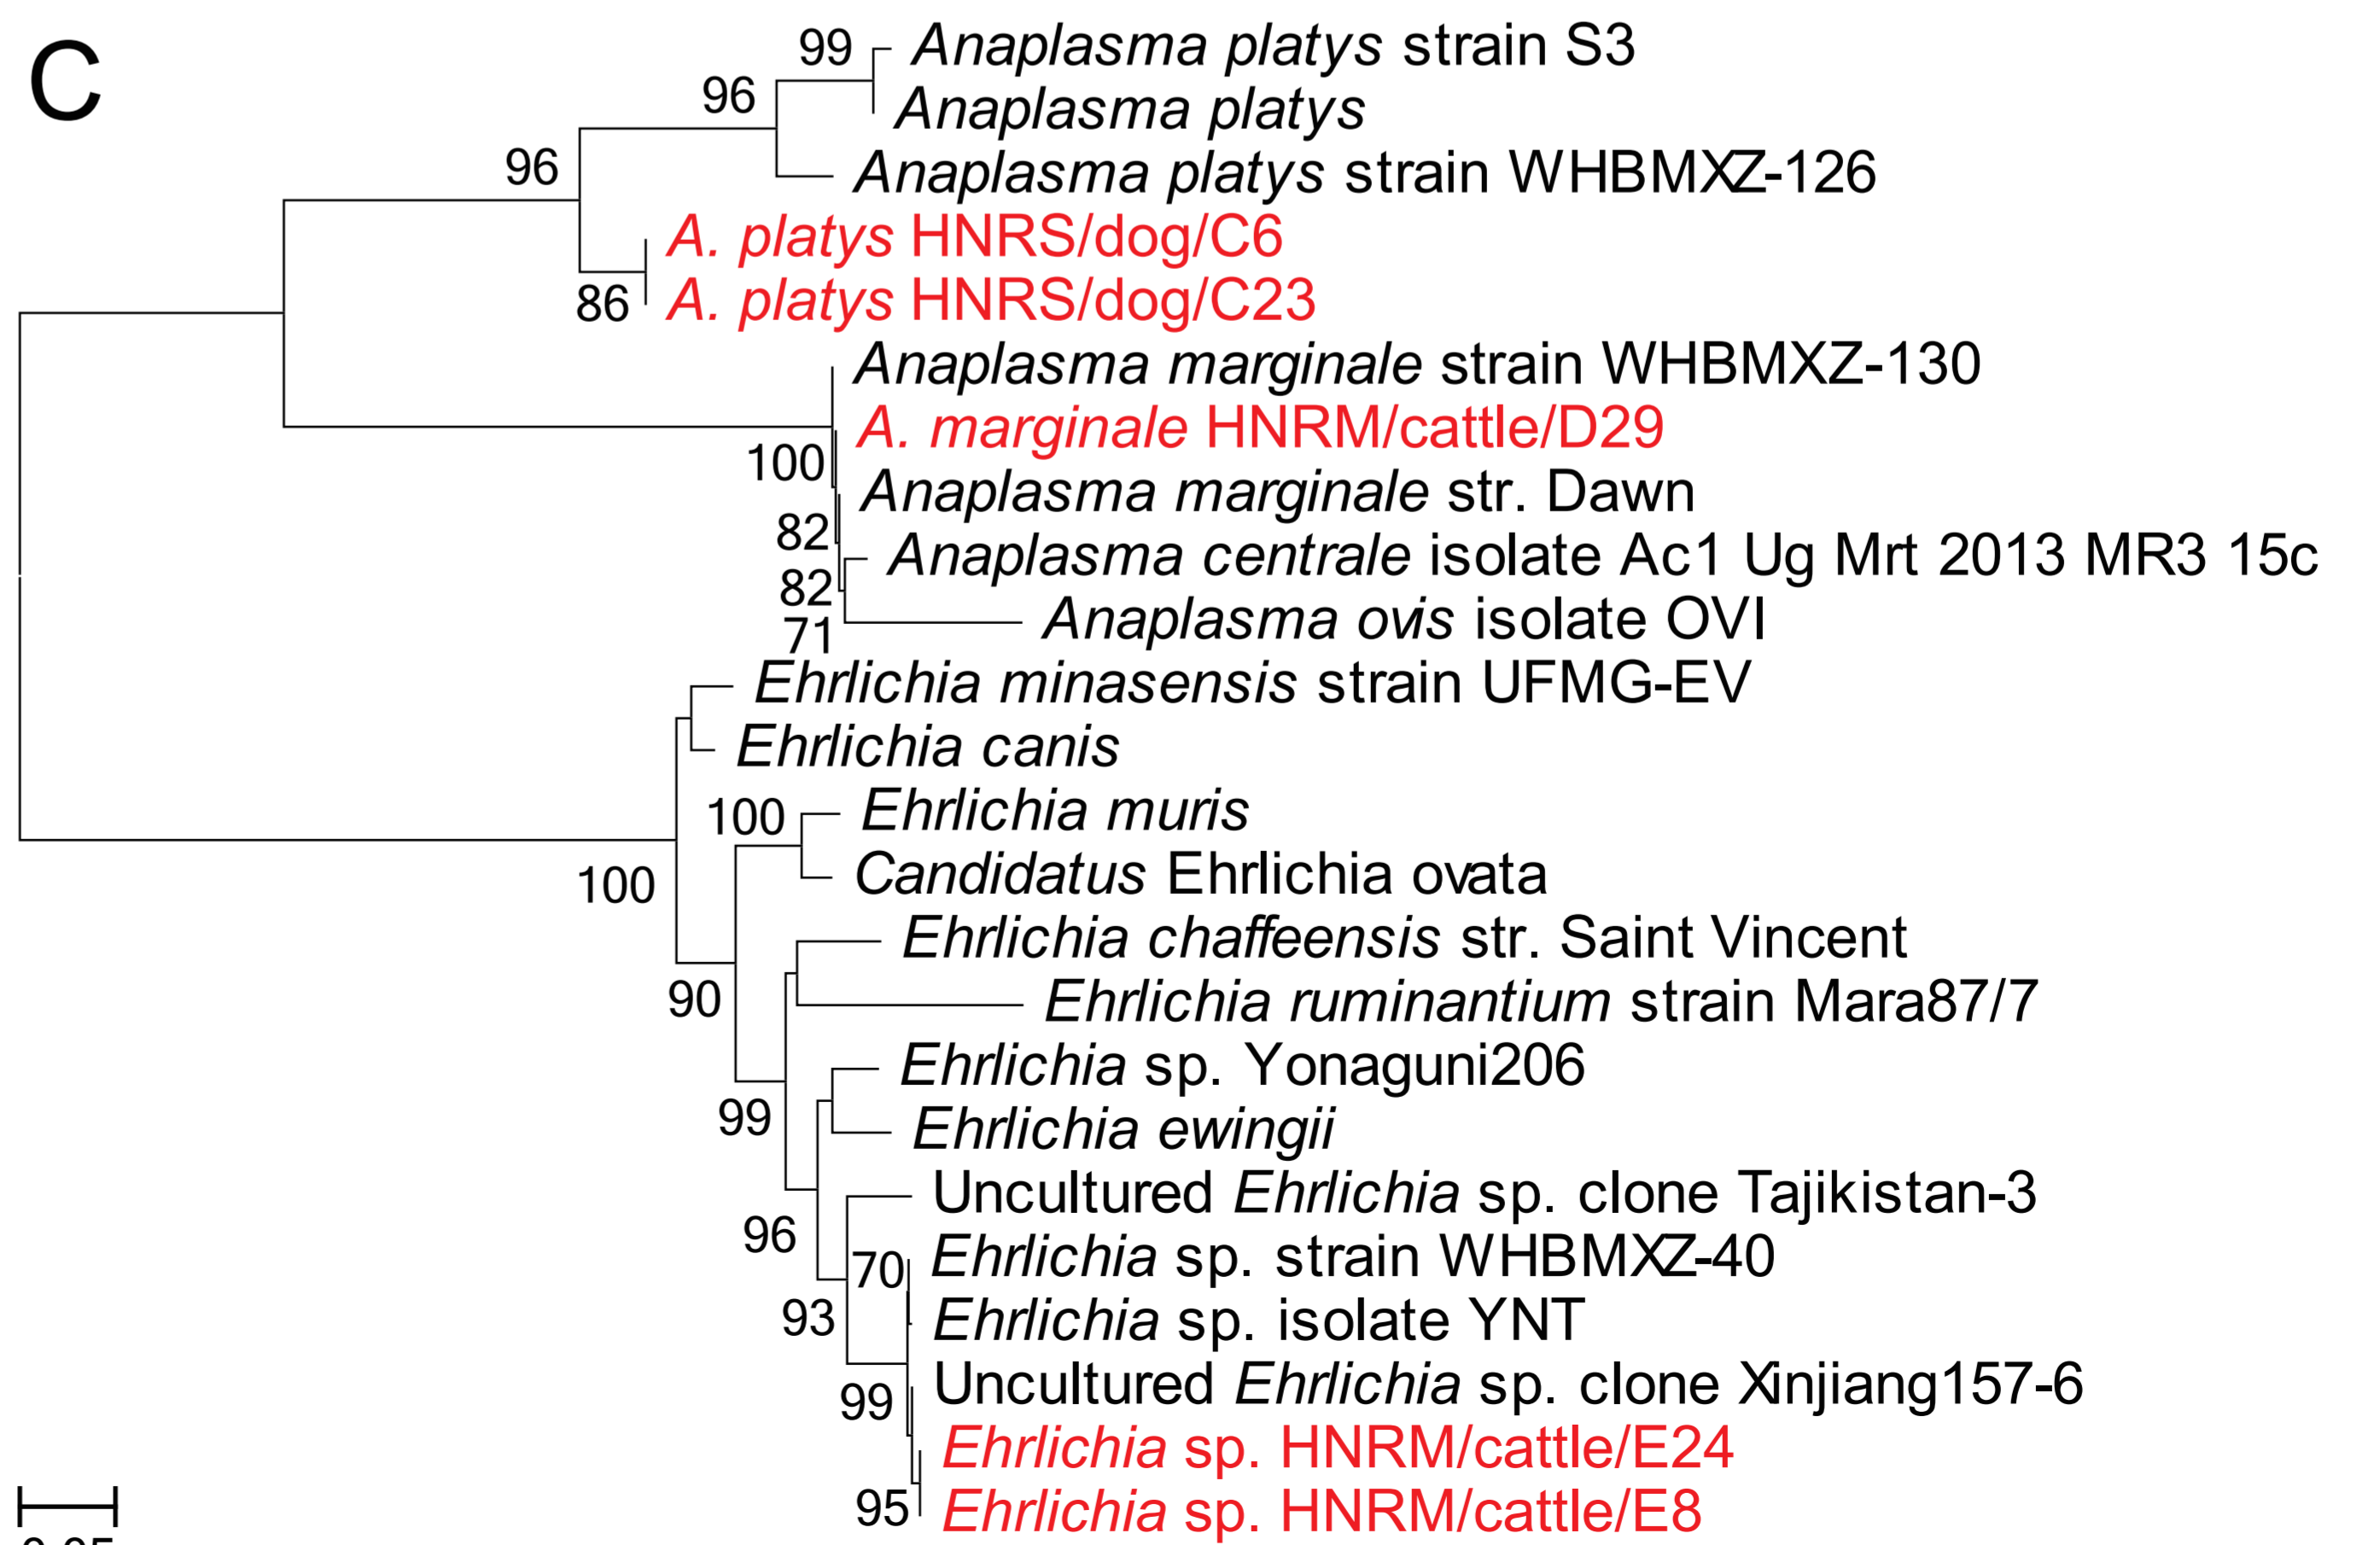 C
99
Anaplasma platys strain S3
96
Anaplasma platys
96
Anaplasma platys strain WHBMXZ-126
A. platys HNRS/dog/C6
86
A. platys HNRS/dog/C23
Anaplasma marginale strain WHBMXZ-130
A. marginale HNRM/cattle/D29
100
Anaplasma marginale str. Dawn
82
Anaplasma centrale isolate Ac1 Ug Mrt 2013 MR3 15c
82
Anaplasma ovis isolate OVI
71
Ehrlichia minasensis strain UFMG-EV
Ehrlichia canis
100
Ehrlichia muris
100
Candidatus Ehrlichia ovata
Ehrlichia chaffeensis str. Saint Vincent
90
Ehrlichia ruminantium strain Mara87/7
Ehrlichia sp. Yonaguni206
99
Ehrlichia ewingii
Uncultured Ehrlichia sp. clone Tajikistan-3
96
70
Ehrlichia sp. strain WHBMXZ-40
93
Ehrlichia sp. isolate YNT
Uncultured Ehrlichia sp. clone Xinjiang157-6
99
Ehrlichia sp. HNRM/cattle/E24
95
Ehrlichia sp. HNRM/cattle/E8